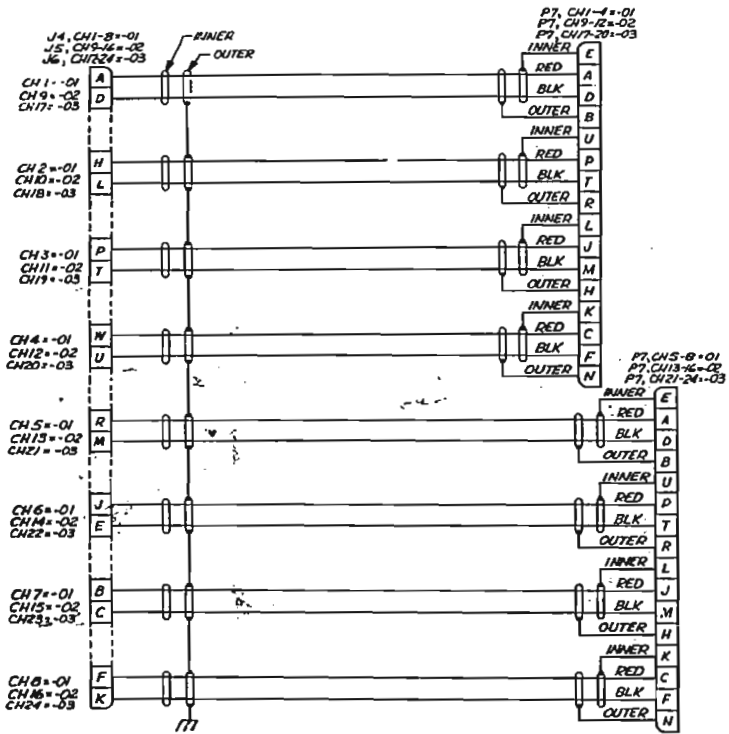 P7, CH1-4=-01
P7, CH9-12=-02
P7, CH17-20=-03
J4, CH1-8=-01
J5, CH9-16=-02
J6, CH17-24=-03
INNER
OUTER
INNER
E
CH1=-01
CH9=-02
CH17=-03
A
RED
A
D
BLK
D
OUTER
B
INNER
U
CH2=-01
CH10=-02
CH18=-03
H
RED
P
L
BLK
T
OUTER
R
INNER
L
CH3=-01
CH11=-02
CH19=-03
P
RED
J
T
BLK
M
OUTER
H
INNER
K
CH4=-01
CH12=-02
CH20=-03
W
RED
C
U
BLK
F
OUTER
N
P7, CH5-8=01
P7, CH13-16=-02
P7, CH21-24=-03
INNER
E
CH5=-01
CH13=-02
CH21=-03
R
RED
A
M
BLK
D
OUTER
B
INNER
U
CH6=-01
CH14=-02
CH22=-03
J
RED
P
E
BLK
T
OUTER
R
INNER
L
CH7=-01
CH15=-02
CH23=-03
B
RED
J
C
BLK
M
OUTER
H
INNER
K
CH8=-01
CH16=-02
CH24=-03
F
RED
C
K
BLK
F
OUTER
N